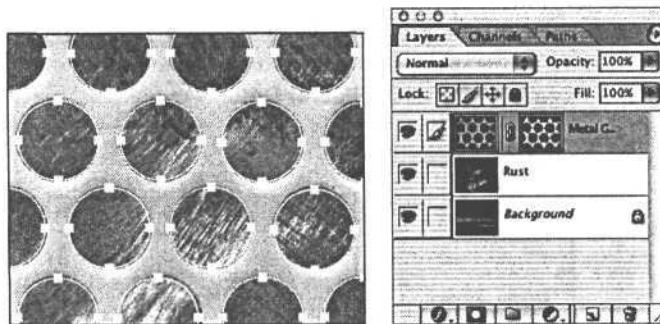 Layers Channels Paths
Normal Opacity: 100%
Lock: Fill: 100%
Metal G...
Rust
Background